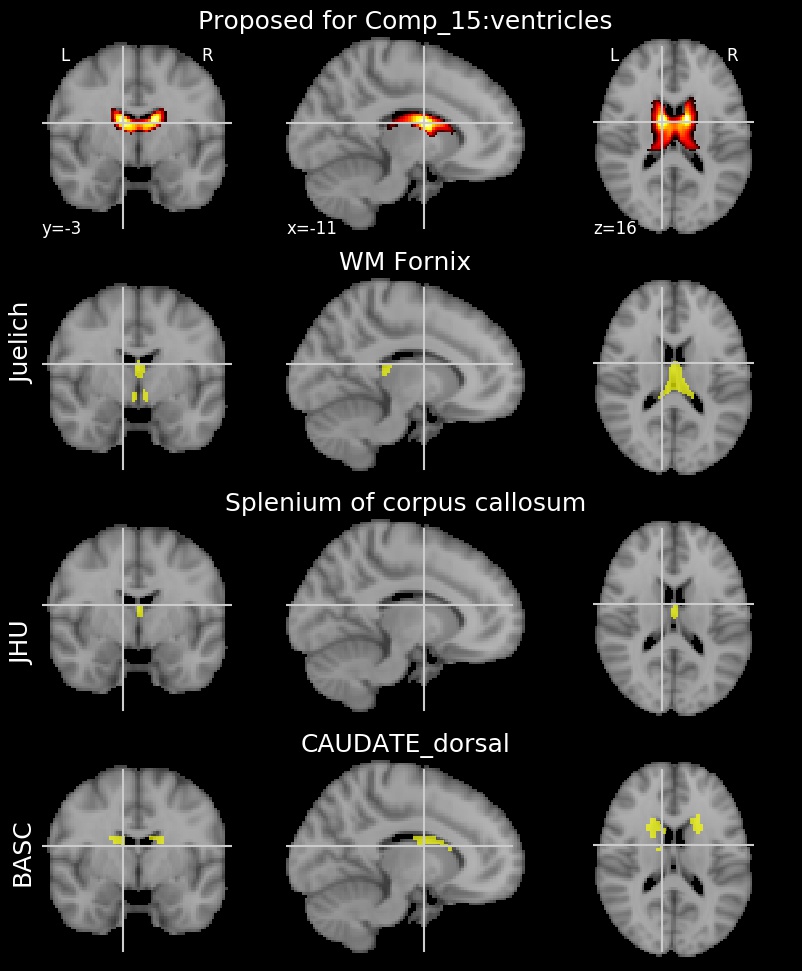 Proposed for Comp_15:ventricles
L R L R
y=-3 x=-11 z=16
WM Fornix
Juelich
Splenium of corpus callosum
JHU
CAUDATE_dorsal
BASC